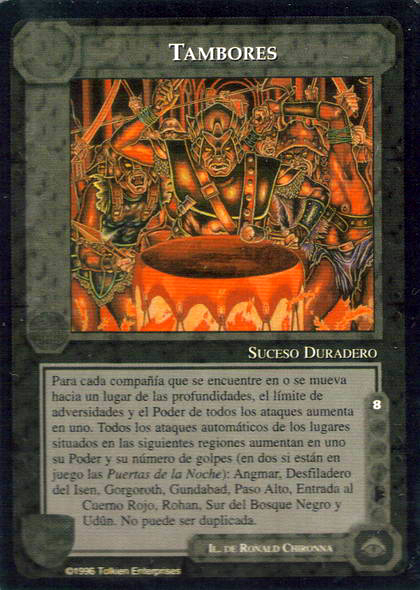 TAMBORES
SUCESO DURADERO
Para cada compañía que se encuentre en o se mueva
hacia un lugar de las profundidades, el límite de
adversidades y el Poder de todos los ataques aumenta
en uno. Todos los ataques automáticos de los lugares
situados en las siguientes regiones aumentan en uno
su Poder y su número de golpes (en dos si están en
juego las Puertas de la Noche): Angmar, Desfiladero
del Isen, Gorgoroth, Gundabad, Paso Alto, Entrada al
Cuerno Rojo, Rohan, Sur del Bosque Negro y
Udûn. No puede ser duplicada.
8
IL. DE RONALD CHIRONNA
©1996 Tolkien Enterprises